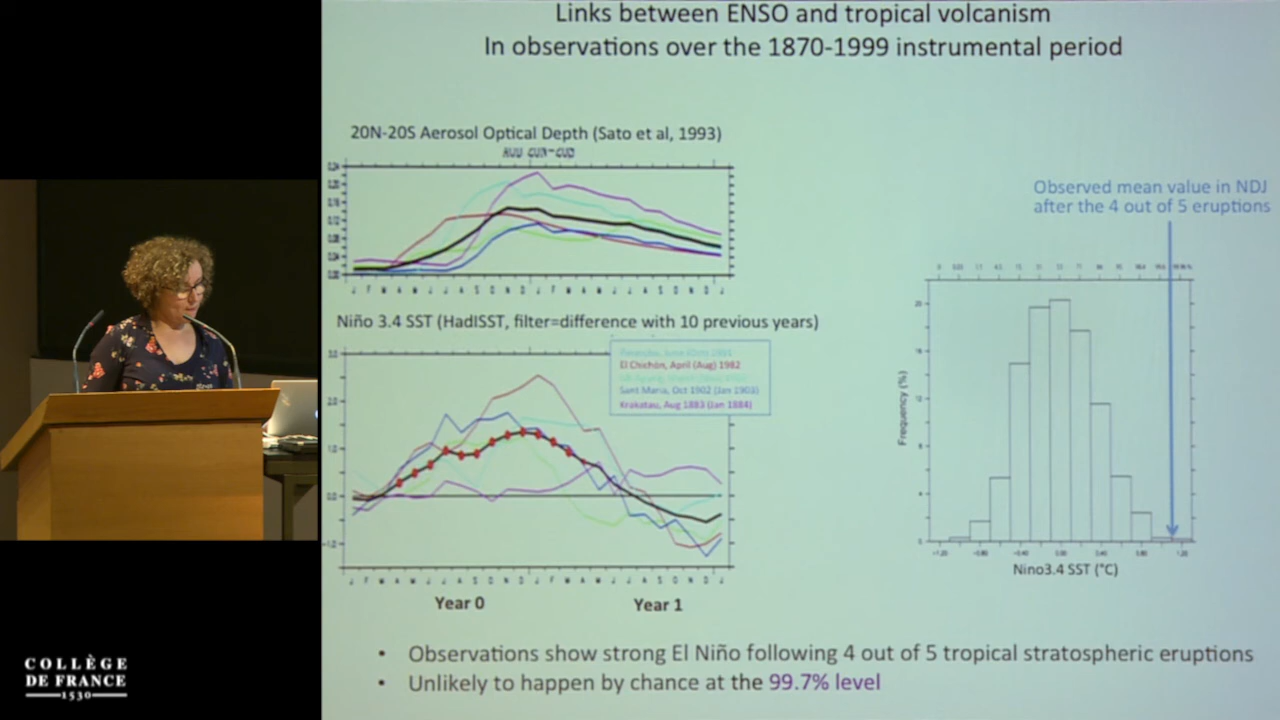 Links between ENSO and tropical volcanism
In observations over the 1870-1999 instrumental period
20N-20S Aerosol Optical Depth (Sato et al, 1993)
Observed mean value in NDJ
after the 4 out of 5 eruptions
Niño 3.4 SST (HadISST, filter=difference with 10 previous years)
El Chichòn, April (Aug) 1982
Sant Maria, Oct 1902 (Jan 1903)
Krakatau, Aug 1883 (Jan 1884)
Frequency (%)
Nino3.4 SST (°C)
Year 0
Year 1
• Observations show strong El Niño following 4 out of 5 tropical stratospheric eruptions
• Unlikely to happen by chance at the 99.7% level
COLLÈGE
DE FRANCE
1530